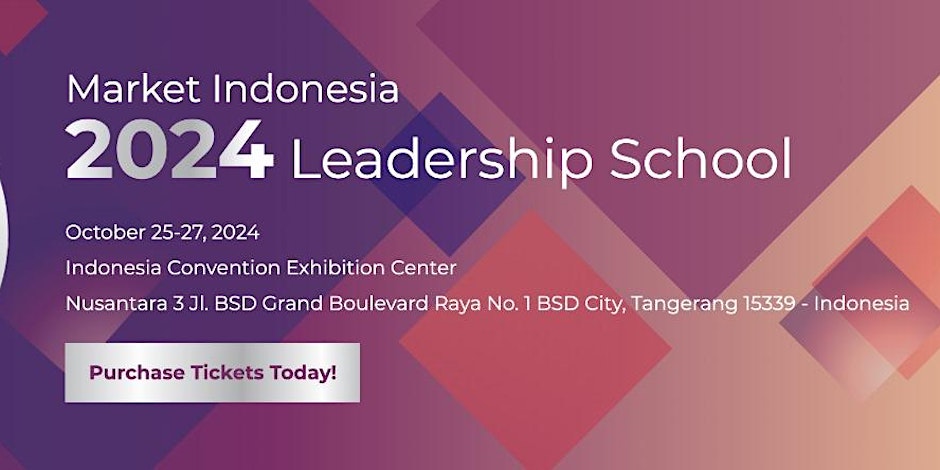 Market Indonesia
2024 Leadership School
October 25-27, 2024
Indonesia Convention Exhibition Center
Nusantara 3 Jl. BSD Grand Boulevard Raya No. 1 BSD City, Tangerang 15339 - Indonesia
Purchase Tickets Today!